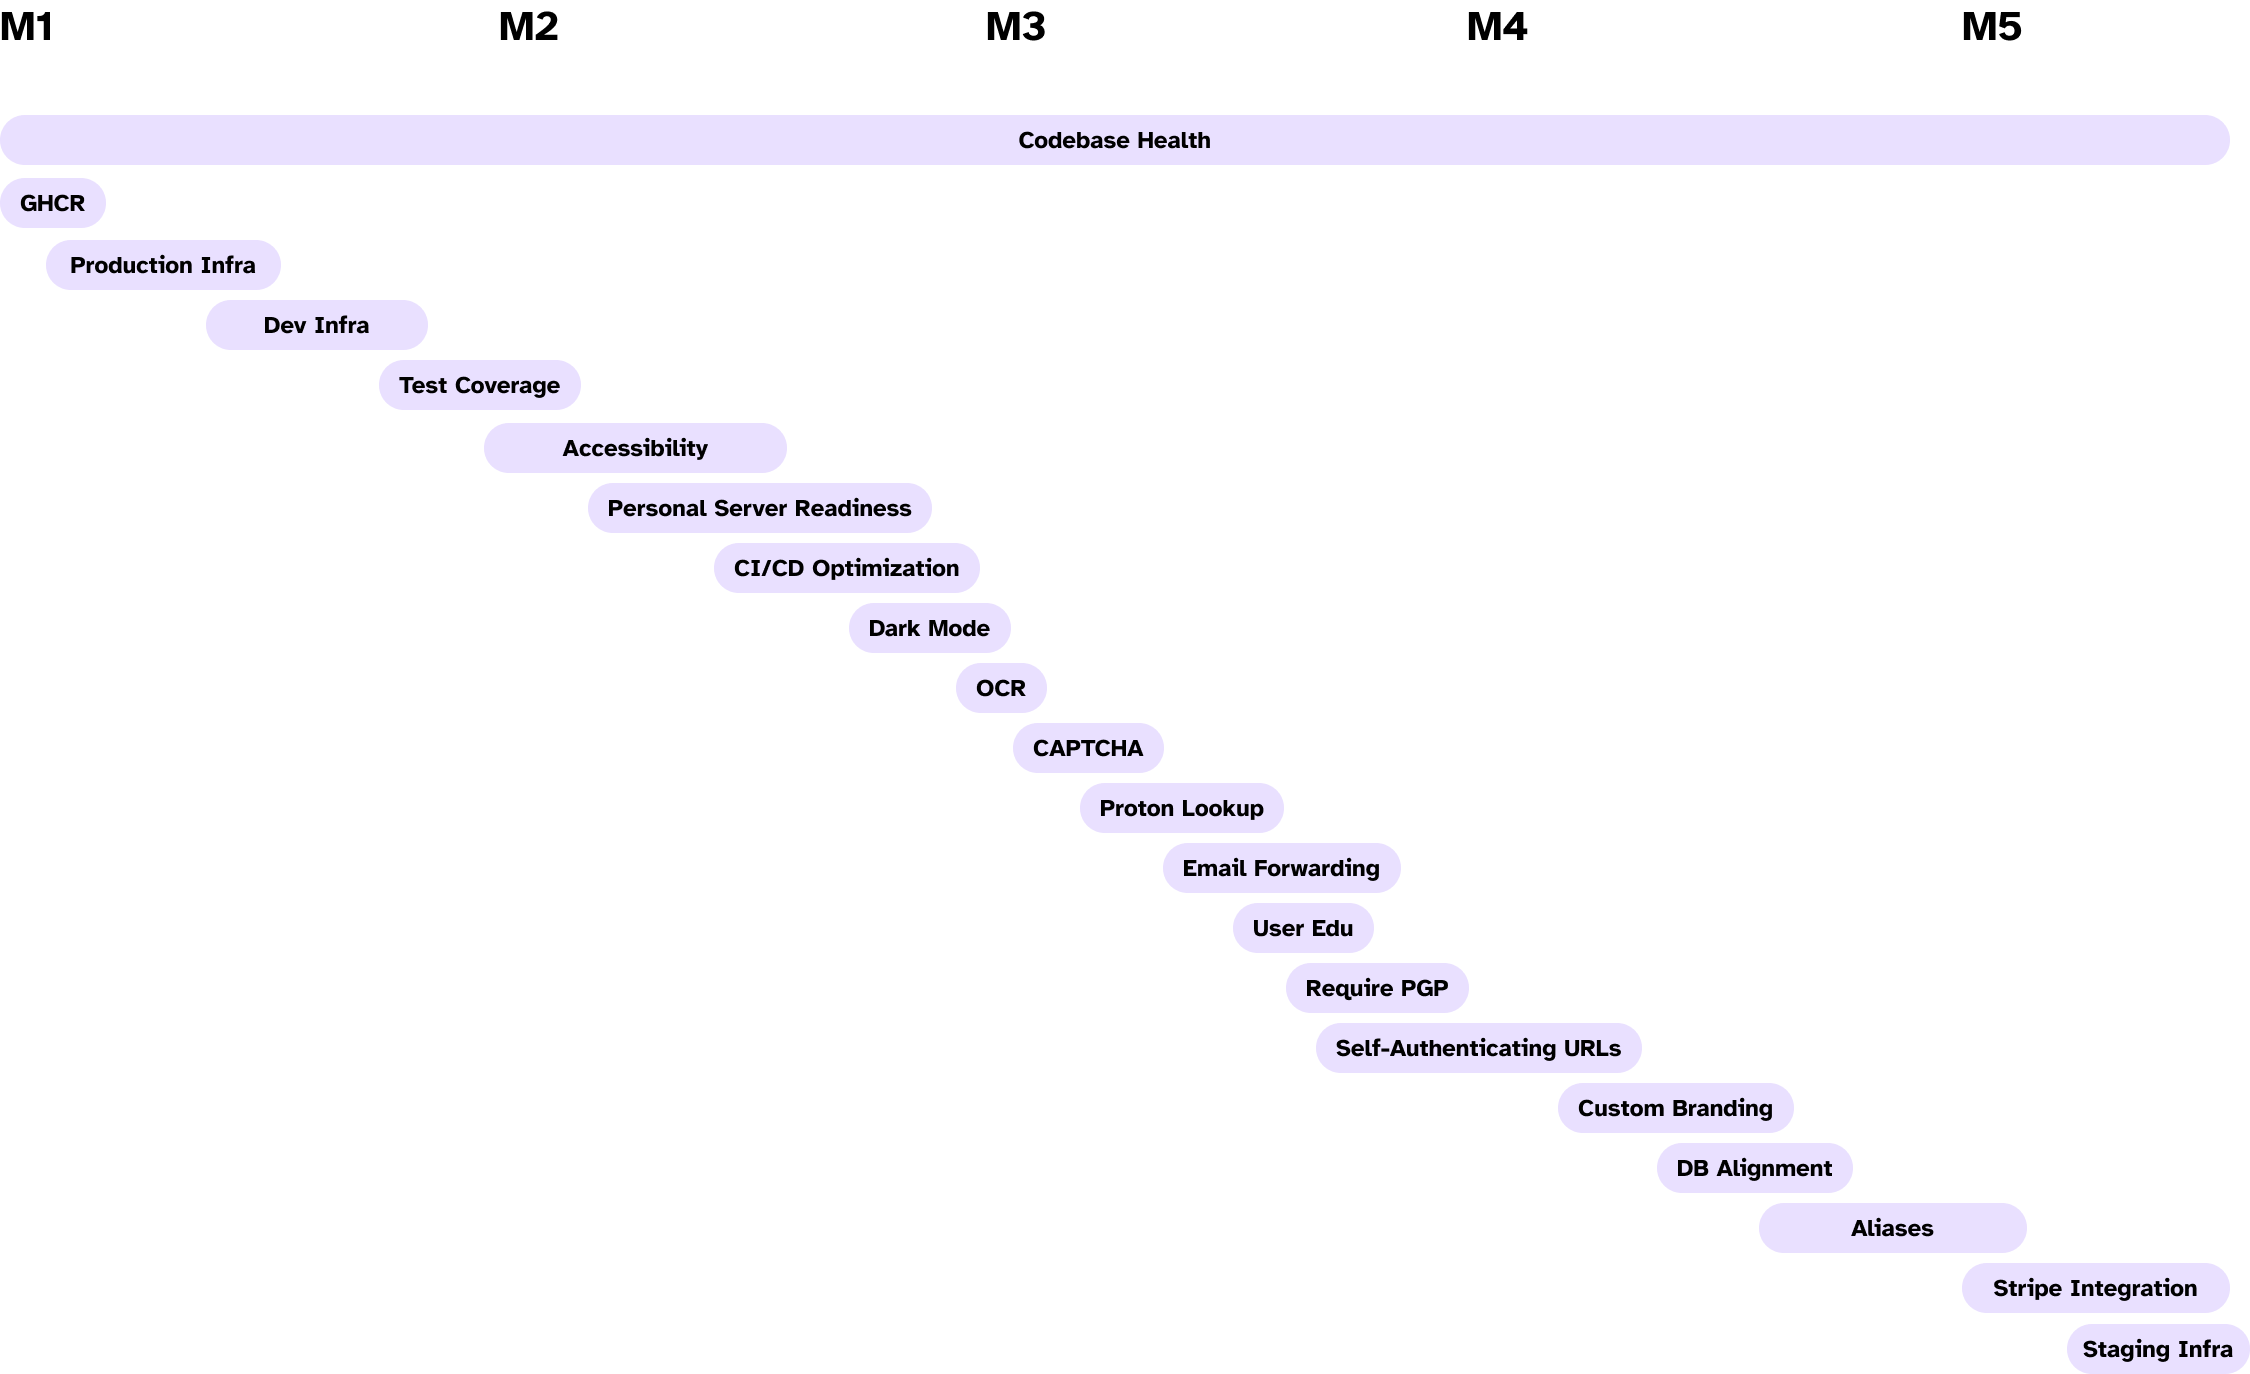 M1 M2 M3 M4 M5
Codebase Health
GHCR
Production Infra
Dev Infra
Test Coverage
Accessibility
Personal Server Readiness
CI/CD Optimization
Dark Mode
OCR
CAPTCHA
Proton Lookup
Email Forwarding
User Edu
Require PGP
Self-Authenticating URLs
Custom Branding
DB Alignment
Aliases
Stripe Integration
Staging Infra